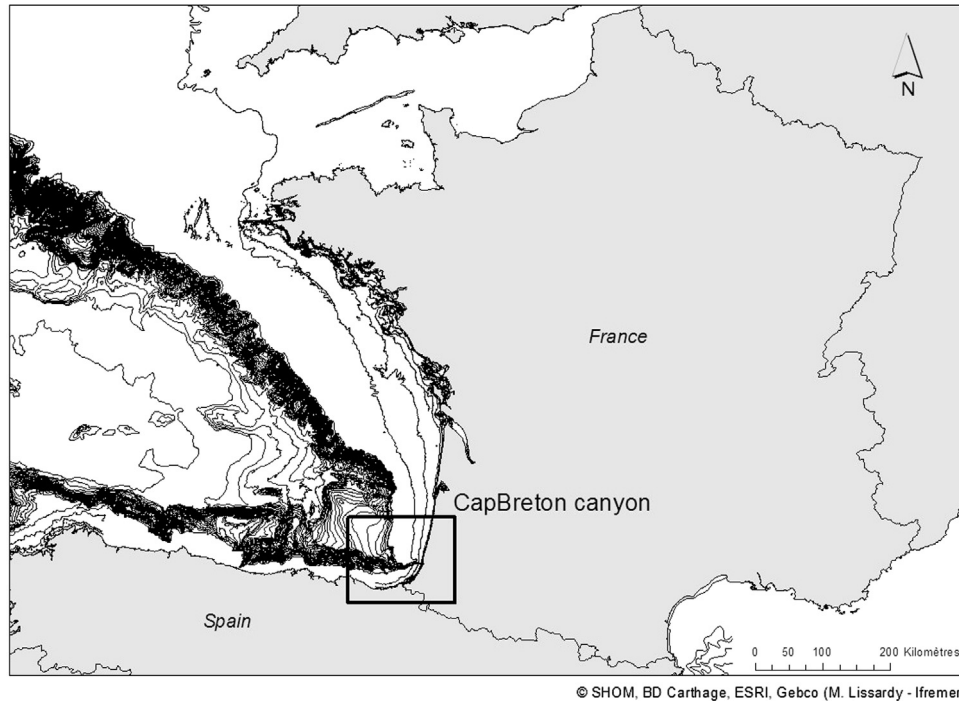 N
France
CapBreton canyon
Spain
0 50 100 200 Kilomètres
© SHOM, BD Carthage, ESRI, Gebco (M. Lissardy - Ifremer